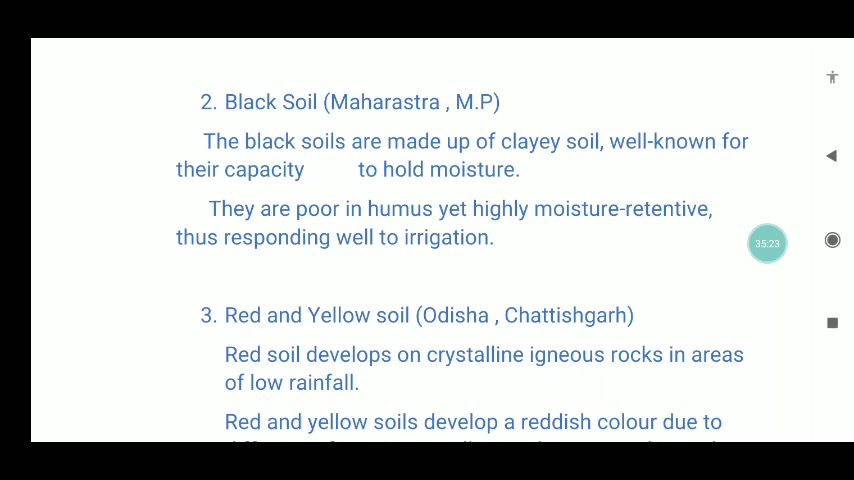 2. Black Soil (Maharastra , M.P)
The black soils are made up of clayey soil, well-known for
their capacity to hold moisture.
They are poor in humus yet highly moisture-retentive,
thus responding well to irrigation.
35:23
3. Red and Yellow soil (Odisha , Chattishgarh)
Red soil develops on crystalline igneous rocks in areas
of low rainfall.
Red and yellow soils develop a reddish colour due to